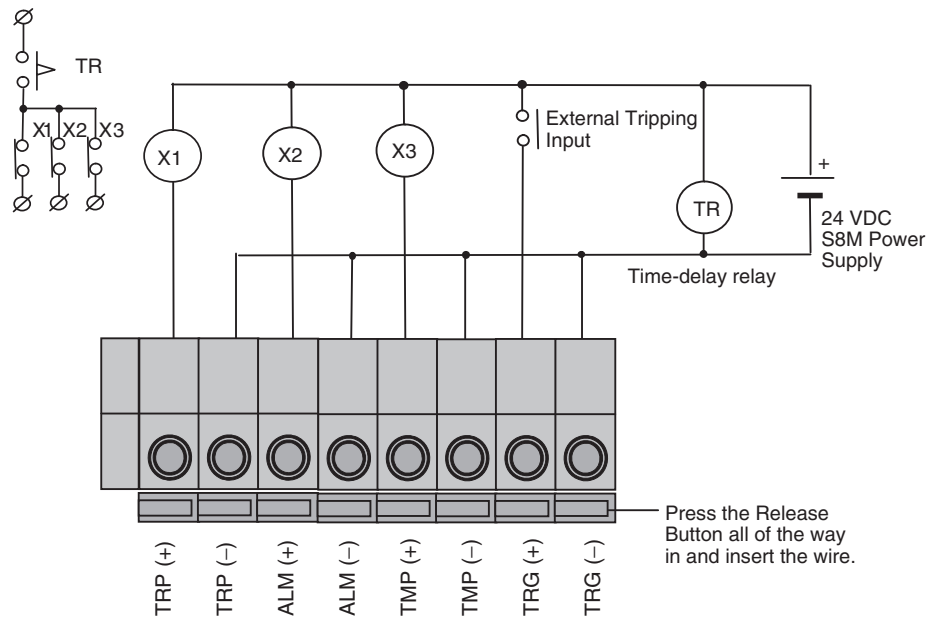 TR
X1 X2 X3
X1
X2
X3
External Tripping
Input
TR
+
24 VDC
S8M Power
Supply
Time-delay relay
Press the Release
Button all of the way
in and insert the wire.
TRP (+)
TRP (−)
ALM (+)
ALM (−)
TMP (+)
TMP (−)
TRG (+)
TRG (−)